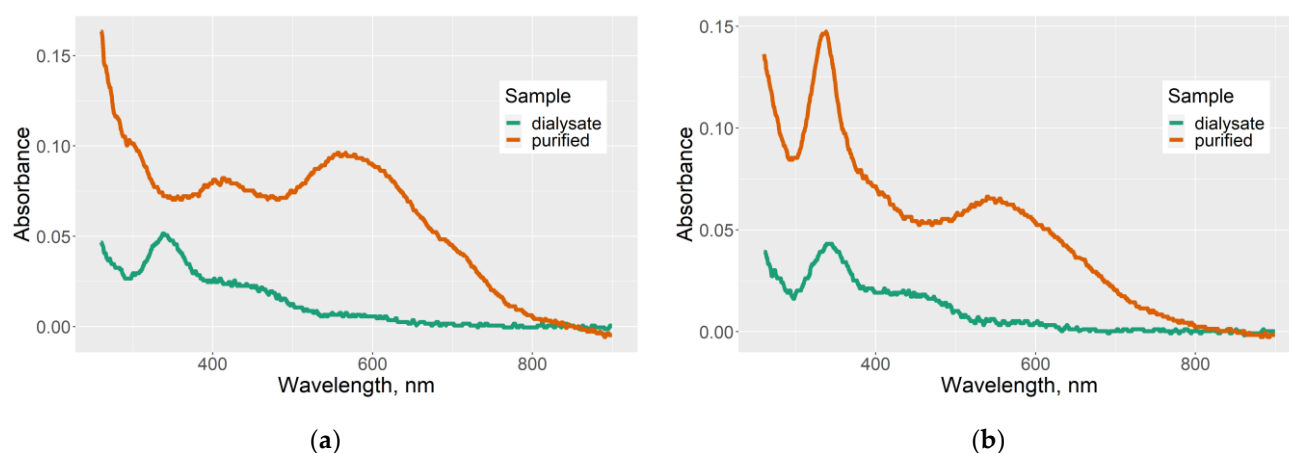 Absorbance
0.15
0.10
0.05
0.00
Sample
dialysate
purified
400
600
800
Wavelength, nm
(a)
Absorbance
0.15
0.10
0.05
0.00
Sample
dialysate
purified
400
600
800
Wavelength, nm
(b)